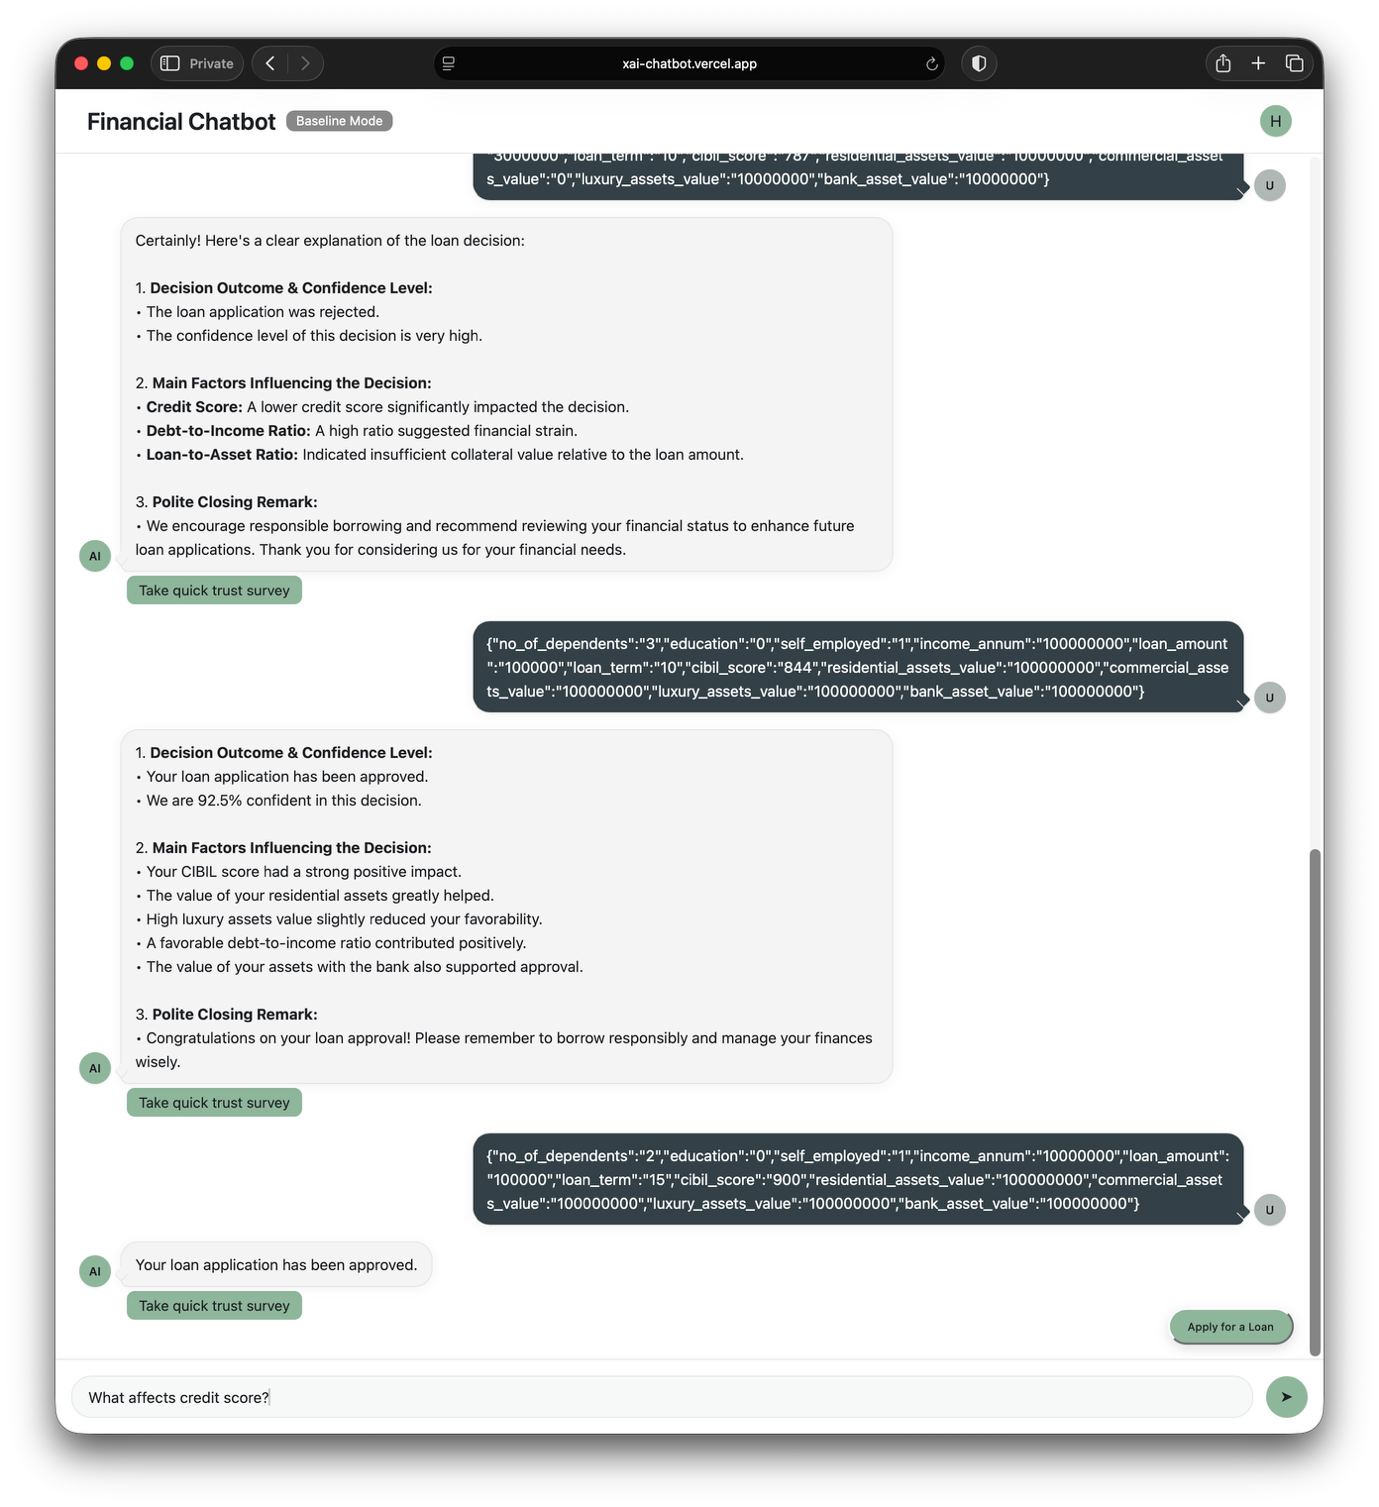 Private
xai-chatbot.vercel.app
Financial Chatbot
Baseline Mode
H
"3000000","loan_term":"10","cibil_score":"787","residential_assets_value":"10000000","commercial_asset
s_value":"0","luxury_assets_value":"10000000","bank_asset_value":"10000000"}
U
Certainly! Here's a clear explanation of the loan decision:
1. Decision Outcome & Confidence Level:
• The loan application was rejected.
• The confidence level of this decision is very high.
2. Main Factors Influencing the Decision:
• Credit Score: A lower credit score significantly impacted the decision.
• Debt-to-Income Ratio: A high ratio suggested financial strain.
• Loan-to-Asset Ratio: Indicated insufficient collateral value relative to the loan amount.
3. Polite Closing Remark:
• We encourage responsible borrowing and recommend reviewing your financial status to enhance future
loan applications. Thank you for considering us for your financial needs.
AI
Take quick trust survey
{"no_of_dependents":"3","education":"0","self_employed":"1","income_annum":"100000000","loan_amount
":"100000","loan_term":"10","cibil_score":"844","residential_assets_value":"100000000","commercial_asse
ts_value":"100000000","luxury_assets_value":"100000000","bank_asset_value":"100000000"}
U
1. Decision Outcome & Confidence Level:
• Your loan application has been approved.
• We are 92.5% confident in this decision.
2. Main Factors Influencing the Decision:
• Your CIBIL score had a strong positive impact.
• The value of your residential assets greatly helped.
• High luxury assets value slightly reduced your favorability.
• A favorable debt-to-income ratio contributed positively.
• The value of your assets with the bank also supported approval.
3. Polite Closing Remark:
• Congratulations on your loan approval! Please remember to borrow responsibly and manage your finances
wisely.
AI
Take quick trust survey
{"no_of_dependents":"2","education":"0","self_employed":"1","income_annum":"10000000","loan_amount":
"100000","loan_term":"15","cibil_score":"900","residential_assets_value":"100000000","commercial_asset
s_value":"100000000","luxury_assets_value":"100000000","bank_asset_value":"100000000"}
U
Your loan application has been approved.
AI
Take quick trust survey
Apply for a Loan
What affects credit score?